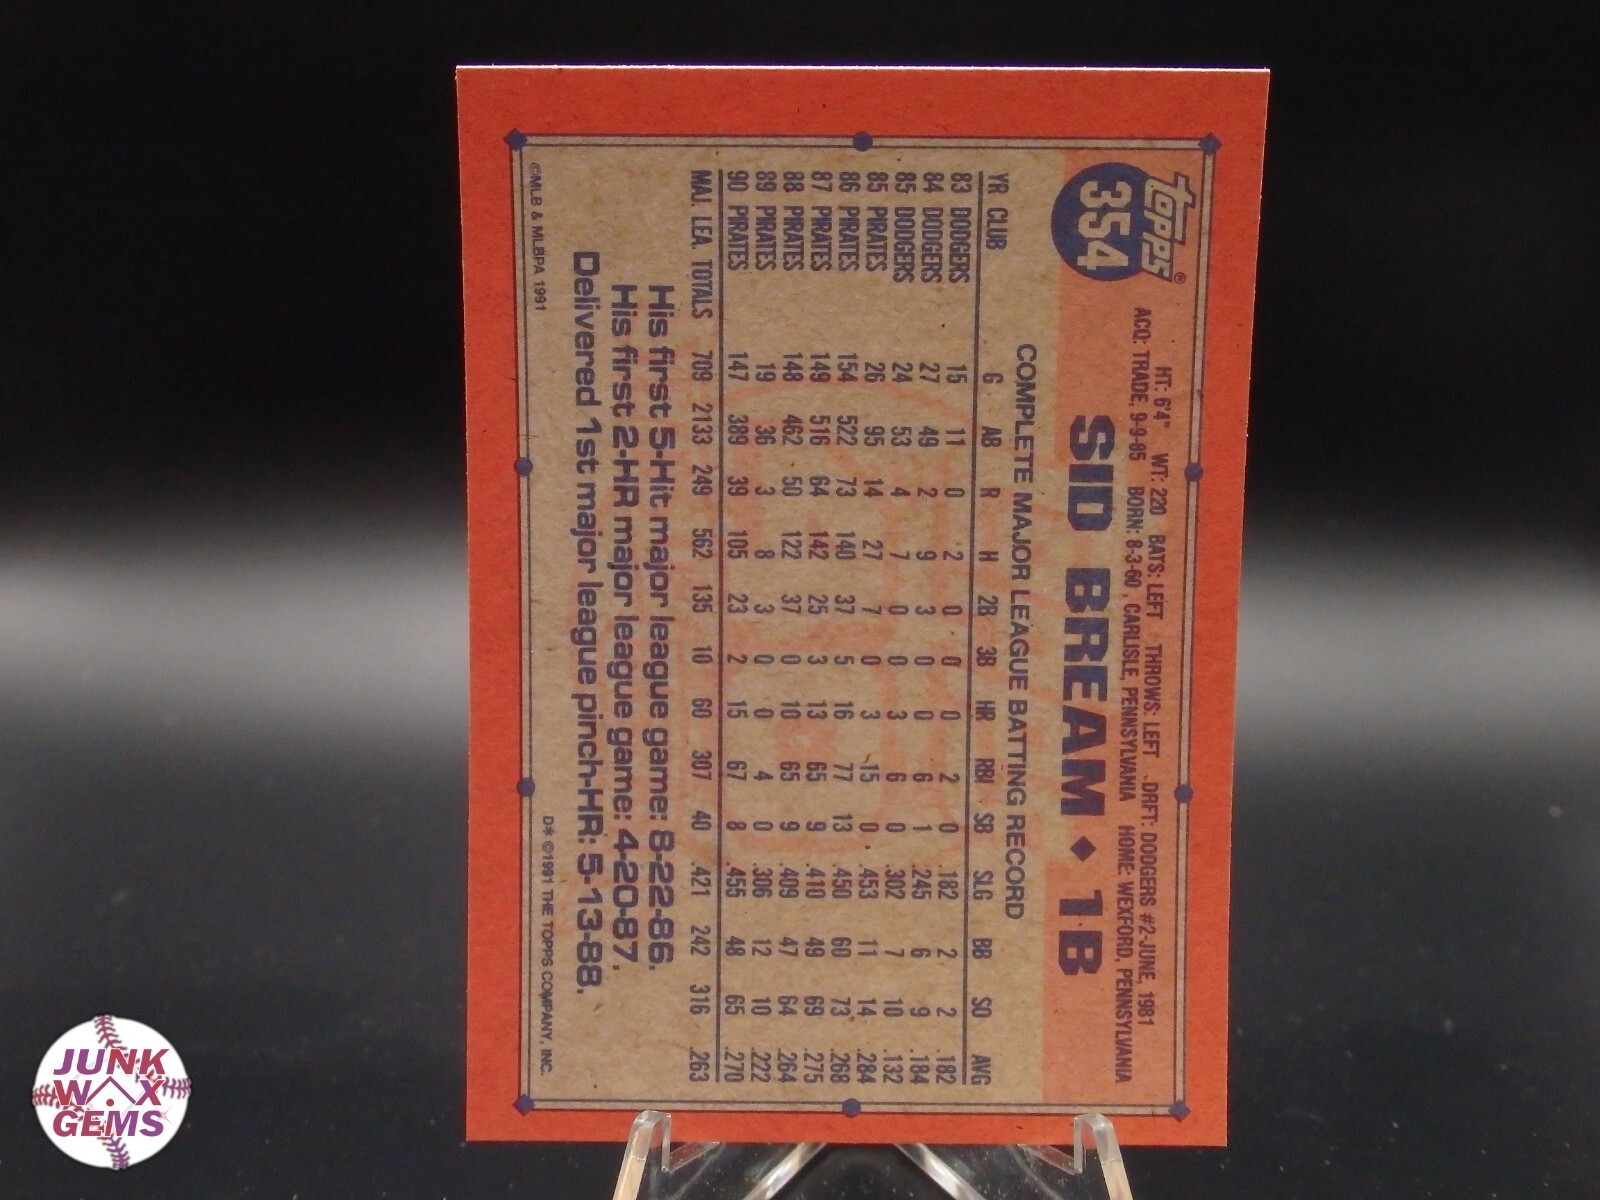 topps®
354
HT: 6'4" WT: 220 BATS: LEFT THROWS: LEFT DRFT: DODGERS #2-JUNE, 1981
ACQ: TRADE, 9-9-85 BORN: 8-3-60, CARLISLE, PENNSYLVANIA HOME: WEXFORD, PENNSYLVANIA
SID BREAM ◆ 1B
COMPLETE MAJOR LEAGUE BATTING RECORD
YR CLUB G AB R H 2B 3B HR RBI SB SLG BB SO AVG
83 DODGERS 15 11 0 2 0 0 0 2 0 .182 2 2 .182
84 DODGERS 27 49 2 9 3 0 0 6 1 .245 6 9 .184
85 DODGERS 24 53 4 7 0 0 3 6 0 .302 7 10 .132
85 PIRATES 26 95 14 27 7 0 3 15 0 .453 11 14 .284
86 PIRATES 154 522 73 140 37 5 16 77 13 .450 60 73 .268
87 PIRATES 149 516 64 142 25 3 13 65 9 .410 49 69 .275
88 PIRATES 148 462 50 122 37 0 10 65 9 .409 47 64 .264
89 PIRATES 19 36 3 8 3 0 0 4 0 .306 12 10 .222
90 PIRATES 147 389 39 105 23 2 15 67 8 .455 48 65 .270
MAJ. LEA. TOTALS 709 2133 249 562 135 10 60 307 40 .421 242 316 .263
His first 5-Hit major league game: 8-22-86.
His first 2-HR major league game: 4-20-87.
Delivered 1st major league pinch-HR: 5-13-88.
©MLB & MLBPA 1991
D* ©1991 THE TOPPS COMPANY, INC.
JUNK
WAX
GEMS